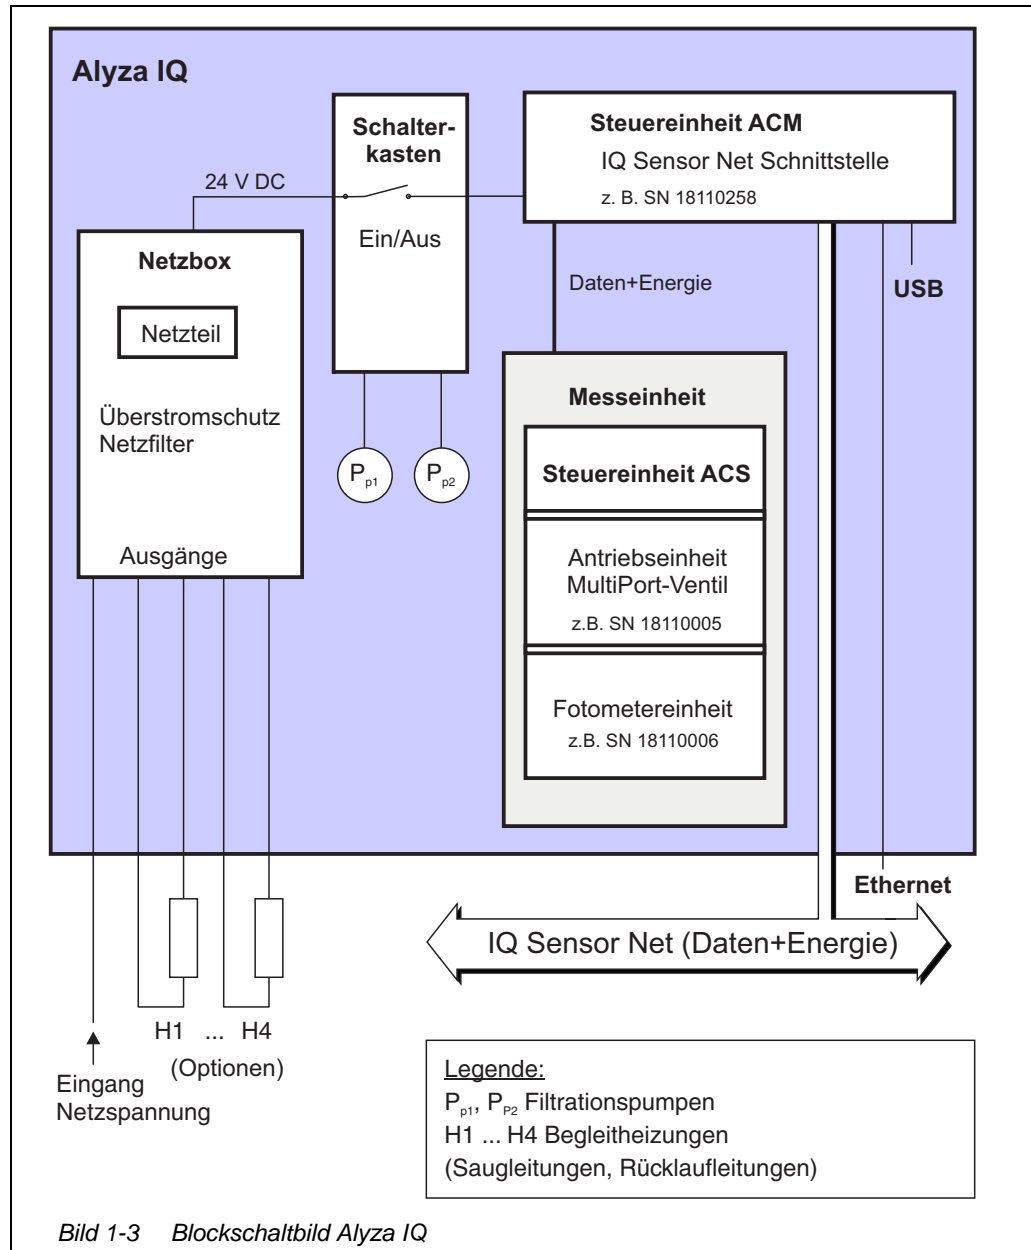 Alyza IQ
Schalter-
kasten
Steuereinheit ACM
IQ Sensor Net Schnittstelle
z. B. SN 18110258
24 V DC
Ein/Aus
Netzbox
Netzteil
Überstromschutz
Netzfilter
Ausgänge
Daten+Energie
USB
Messeinheit
Pp1
Pp2
Steuereinheit ACS
Antriebseinheit
MultiPort-Ventil
z.B. SN 18110005
Fotometereinheit
z.B. SN 18110006
Ethernet
IQ Sensor Net (Daten+Energie)
H1 ... H4
(Optionen)
Eingang
Netzspannung
Legende:
Pp1, PP2 Filtrationspumpen
H1 ... H4 Begleitheizungen
(Saugleitungen, Rücklaufleitungen)
Bild 1-3 Blockschaltbild Alyza IQ